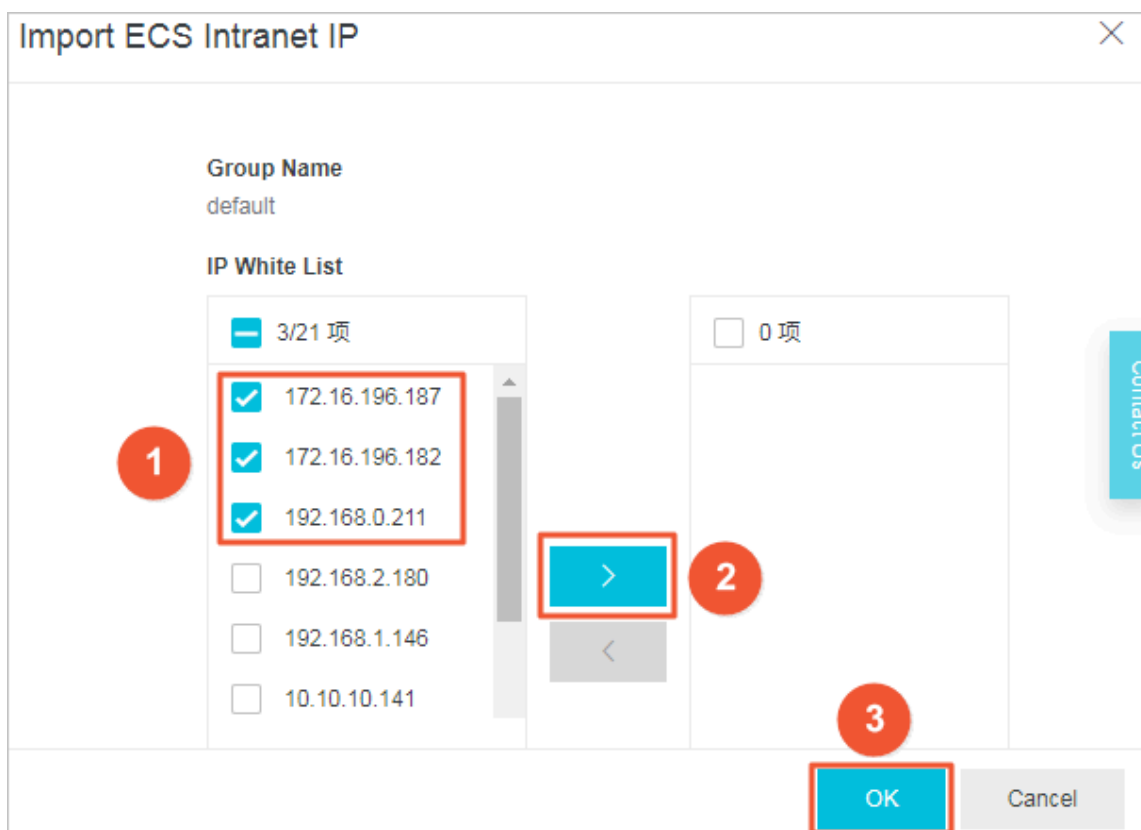 Import ECS Intranet IP
Group Name
default
IP White List
3/21 项
0 项
172.16.196.187
172.16.196.182
192.168.0.211
192.168.2.180
192.168.1.146
10.10.10.141
1
2
3
Contact Us
OK
Cancel